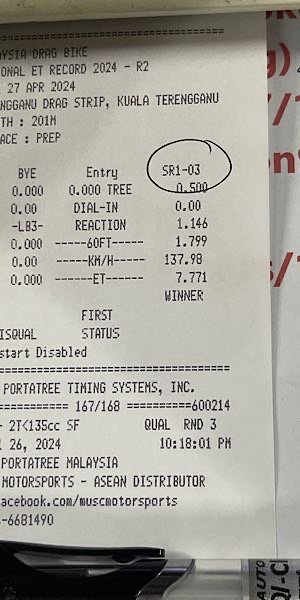 YSIA DRAG BIKE
ONAL ET RECORD 2024 - R2
27 APR 2024
NGGANU DRAG STRIP, KUALA TERENGGANU
TH : 201M
ACE : PREP
BYE Entry SR1-03
0.000 0.000 TREE 0.500
0.00 DIAL-IN 0.00
-LB3- REACTION 1.146
0.000 ------60FT----- 1.799
0.00 -----KM/H----- 137.98
0.000 ------ET------ 7.771
WINNER
FIRST
ISQUAL STATUS
start Disabled
PORTATREE TIMING SYSTEMS, INC.
=========== 167/168 ==========600214
- 2T<135cc SF QUAL RND 3
l 26, 2024 10:18:01 PM
PORTATREE MALAYSIA
MOTORSPORTS - ASEAN DISTRIBUTOR
acebook.com/muscmotorsports
-6681490
AUTO
QI-C